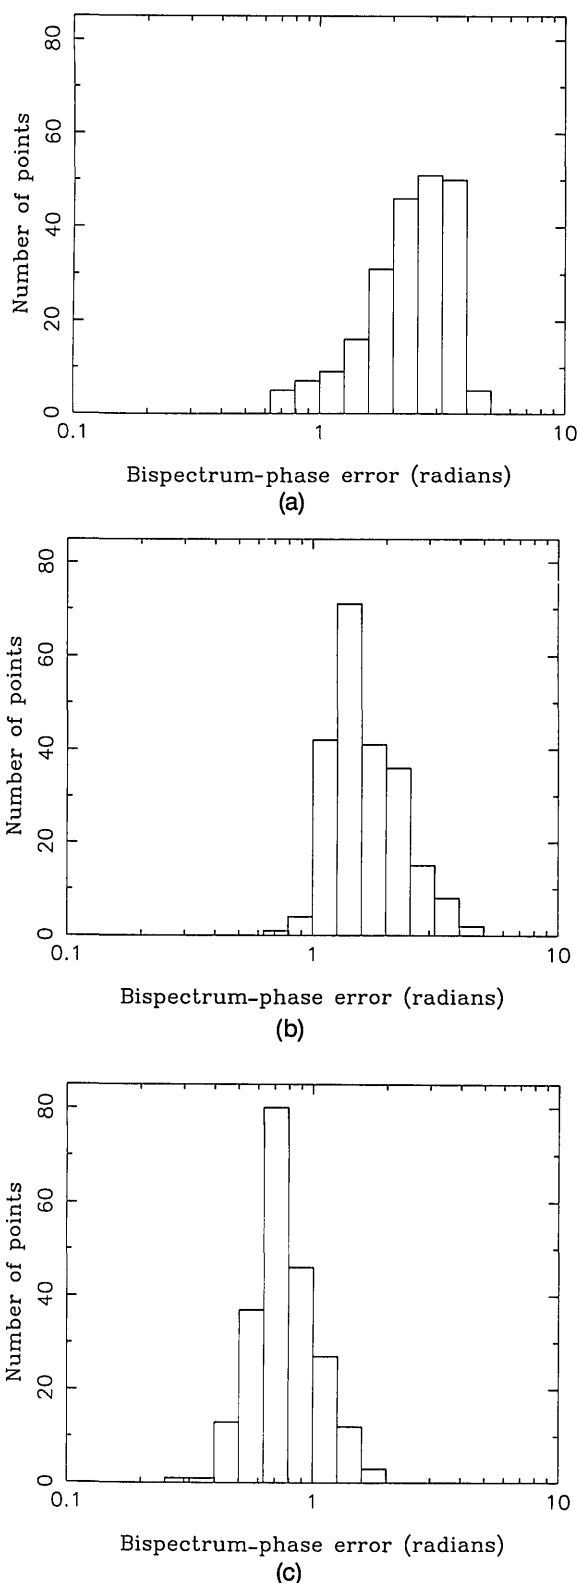 80
60
40
20
0
Number of points
0.1 1 10
Bispectrum-phase error (radians)
(a)
80
60
40
20
0
Number of points
0.1 1 10
Bispectrum-phase error (radians)
(b)
80
60
40
20
0
Number of points
0.1 1 10
Bispectrum-phase error (radians)
(c)